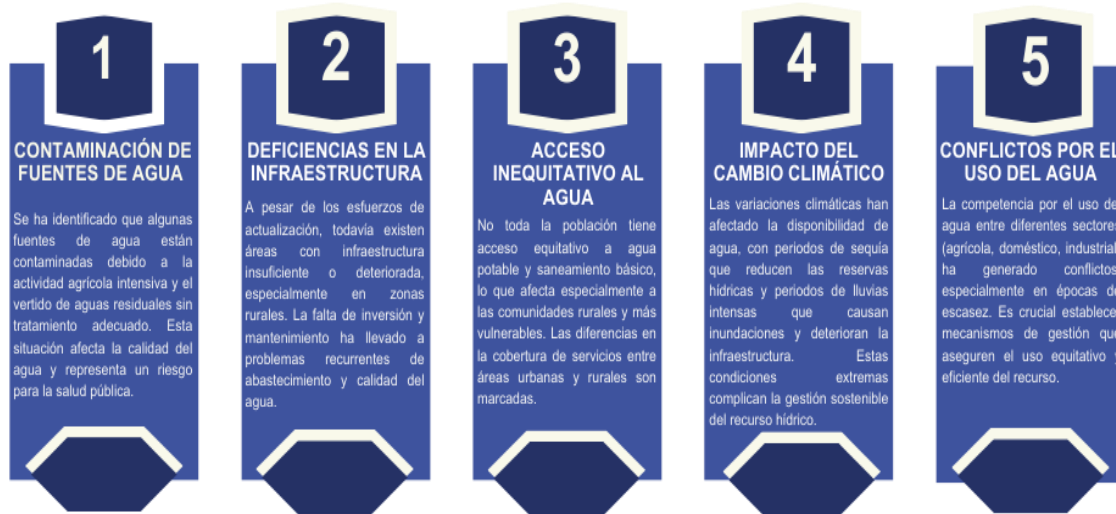 1
CONTAMINACIÓN DE
FUENTES DE AGUA
Se ha identificado que algunas
fuentes de agua están
contaminadas debido a la
actividad agrícola intensiva y el
vertido de aguas residuales sin
tratamiento adecuado. Esta
situación afecta la calidad del
agua y representa un riesgo
para la salud pública.
2
DEFICIENCIAS EN LA
INFRAESTRUCTURA
A pesar de los esfuerzos de
actualización, todavía existen
áreas con infraestructura
insuficiente o deteriorada,
especialmente en zonas
rurales. La falta de inversión y
mantenimiento ha llevado a
problemas recurrentes de
abastecimiento y calidad del
agua.
3
ACCESO
INEQUITATIVO AL
AGUA
No toda la población tiene
acceso equitativo a agua
potable y saneamiento básico,
lo que afecta especialmente a
las comunidades rurales y más
vulnerables. Las diferencias en
la cobertura de servicios entre
áreas urbanas y rurales son
marcadas.
4
IMPACTO DEL
CAMBIO CLIMÁTICO
Las variaciones climáticas han
afectado la disponibilidad de
agua, con periodos de sequía
que reducen las reservas
hídricas y periodos de lluvias
intensas que causan
inundaciones y deterioran la
infraestructura. Estas
condiciones extremas
complican la gestión sostenible
del recurso hídrico.
5
CONFLICTOS POR EL
USO DEL AGUA
La competencia por el uso de
agua entre diferentes sectores
(agrícola, doméstico, industrial
ha generado conflictos,
especialmente en épocas de
escasez. Es crucial establece
mecanismos de gestión que
aseguren el uso equitativo y
eficiente del recurso.